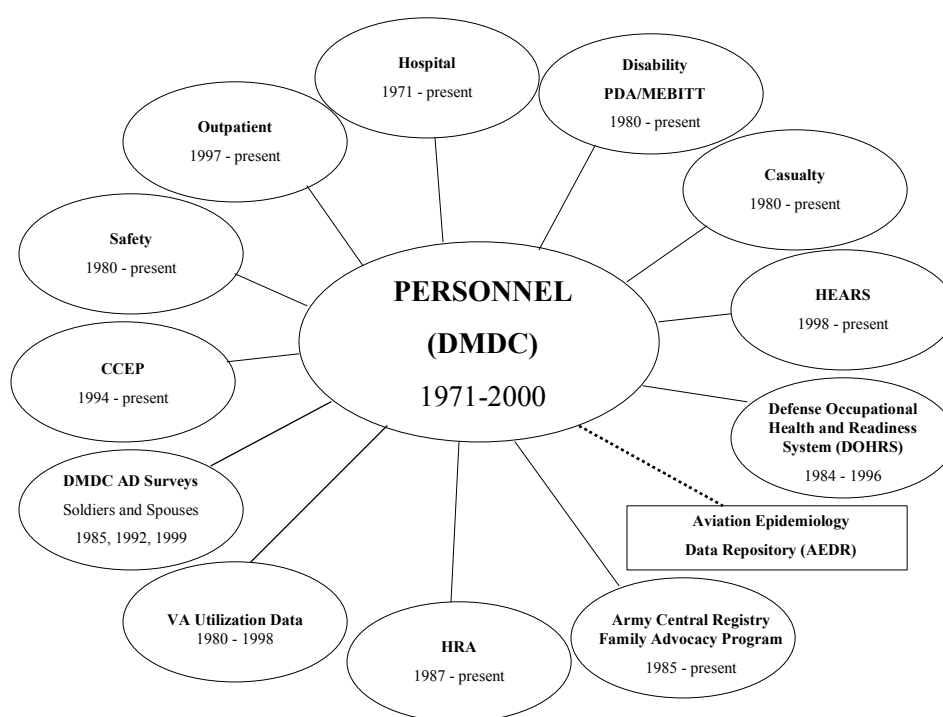 Hospital
1971 - present
Disability
PDA/MEBITT
1980 - present
Outpatient
1997 - present
Casualty
1980 - present
Safety
1980 - present
PERSONNEL
(DMDC)
1971-2000
HEARS
1998 - present
CCEP
1994 - present
Defense Occupational
Health and Readiness
System (DOHRS)
1984 - 1996
DMDC AD Surveys
Soldiers and Spouses
1985, 1992, 1999
Aviation Epidemiology
Data Repository (AEDR)
VA Utilization Data
1980 - 1998
HRA
1987 - present
Army Central Registry
Family Advocacy Program
1985 - present